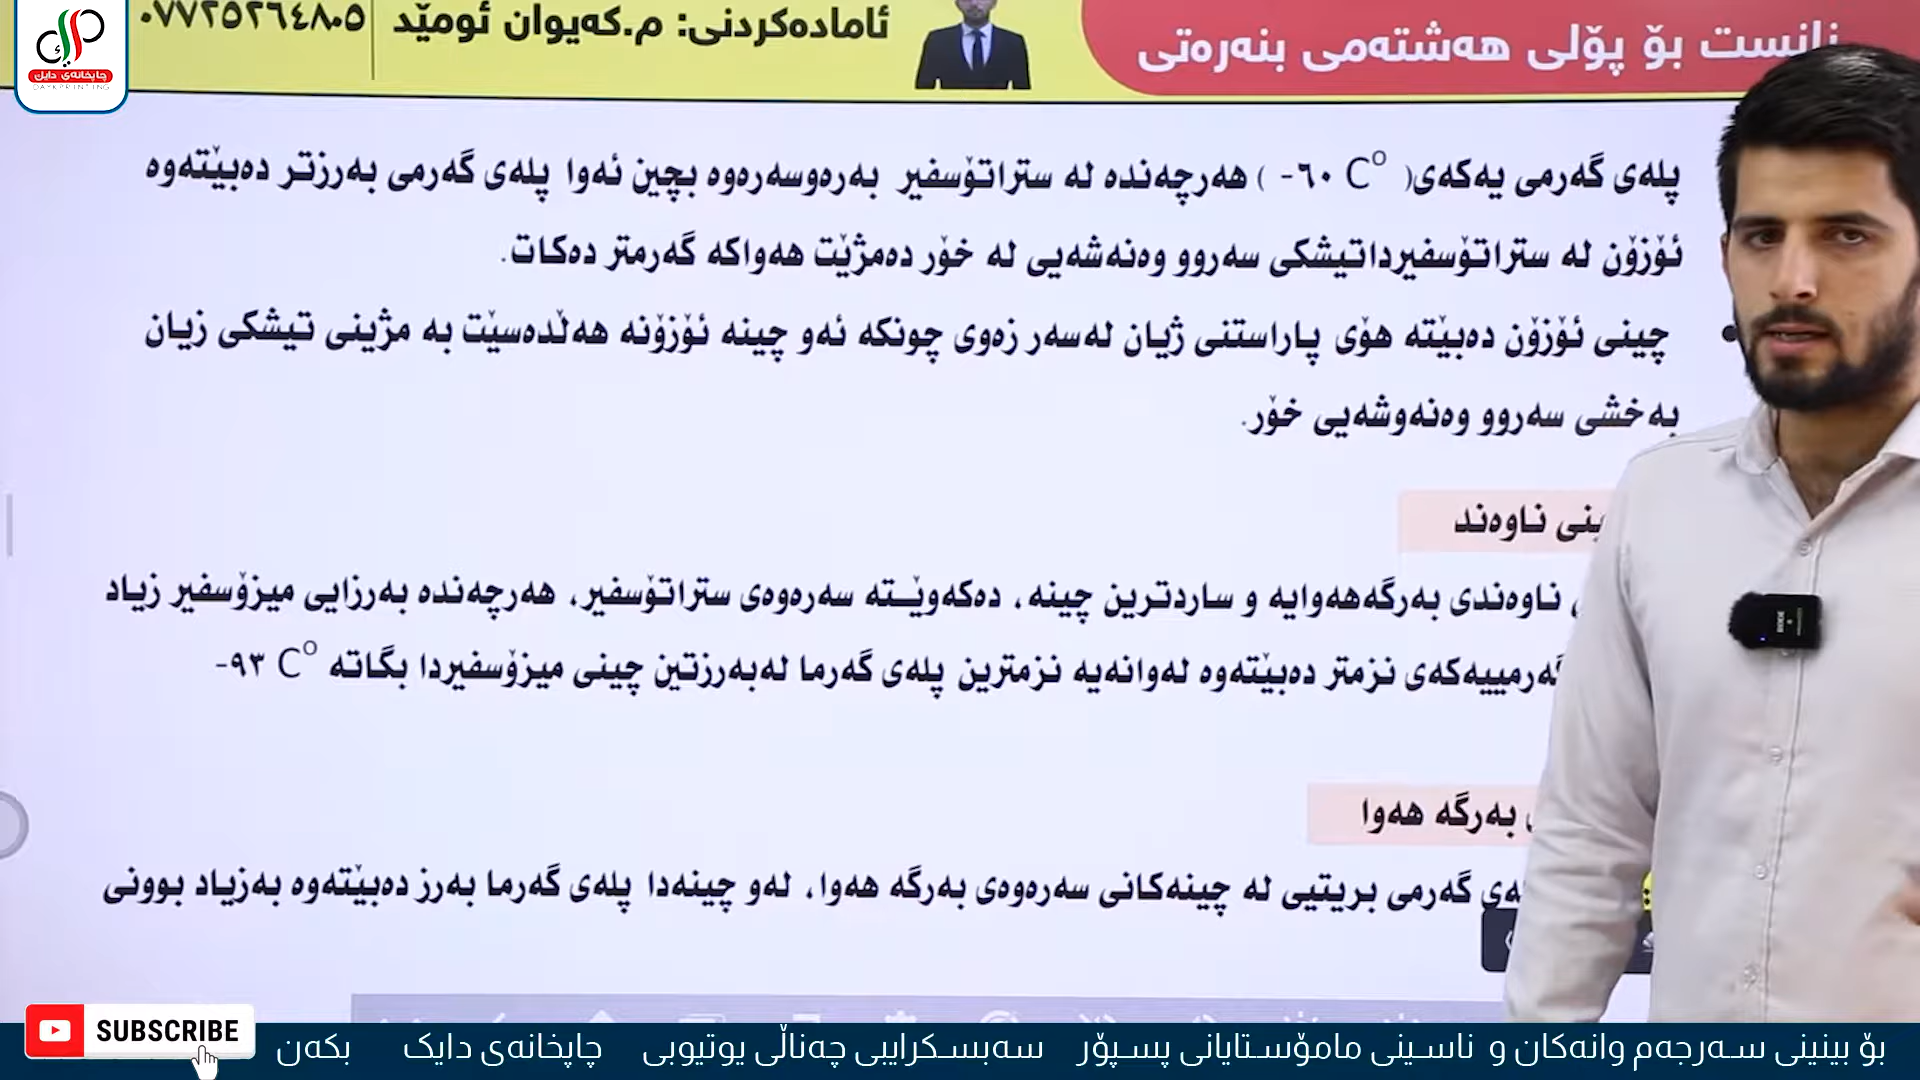 زانست بۆ پۆلی هەشتەمی بنەڕەتی
ئامادەکردنی: م.کەیوان ئومێد
٠٧٧٢٥٢٦٤٨٠٥
چاپخانەی دایک
DAYK PRINTING
پلەی گەرمی یەکەی( -٦٠ C° ) هەرچەندە لە ستراتۆسفیر بەرەوسەرەوە بچین ئەوا پلەی گەرمی بەرزتر دەبێتەوە
ئۆزۆن لە ستراتۆسفیرداتیشکی سەروو وەنەشەیی لە خۆر دەمژێت هەواکە گەرمتر دەکات.
• چینی ئۆزۆن دەبێتە هۆی پاراستنی ژیان لەسەر زەوی چونکە ئەو چینە ئۆزۆنە هەڵدەسێت بە مژینی تیشکی زیان
بەخشی سەروو وەنەوشەیی خۆر.
ناوەند
ناوەندی بەرگەهەوایە و ساردترین چینە، دەکەوێتە سەرەوەی ستراتۆسفیر، هەرچەندە بەرزایی میزۆسفیر زیاد
گەرمییەکەی نزمتر دەبێتەوە لەوانەیە نزمترین پلەی گەرما لەبەرزتین چینی میزۆسفیردا بگاتە -٩٣ C°
بەرگە هەوا
گەرمی بریتیی لە چینەکانی سەرەوەی بەرگە هەوا، لەو چینەدا پلەی گەرما بەرز دەبێتەوە بەزیاد بوونی
SUBSCRIBE
بۆ بینینی سەرجەم وانەکان و ناسینی مامۆستایانی پسپۆر سەبسکرایبی چەناڵی یوتیوبی چاپخانەی دایک بکەن